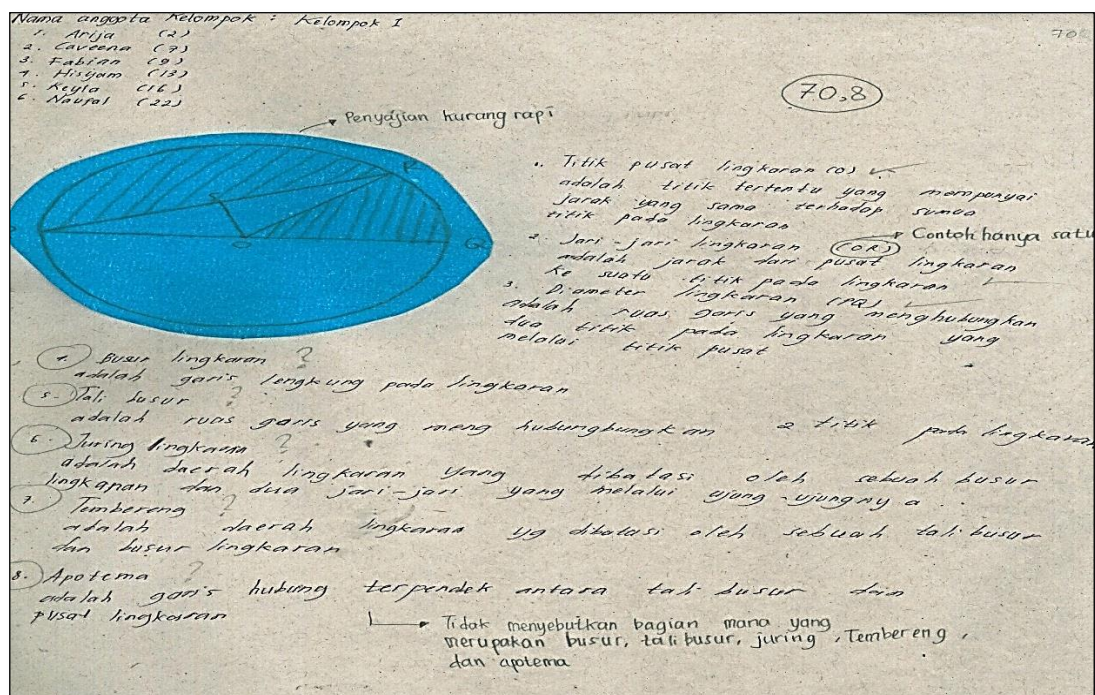 Nama anggota Kelompok : Kelompok I
1. Arija (2)
2. Caveena (7)
3. Fabian (9)
4. Hisyam (13)
5. Keyla (16)
6. Naufal (22)
70,8
Penyajian kurang rapi
P
Q
O
1. Titik pusat lingkaran (O)
adalah titik tertentu yang mempunyai
jarak yang sama terhadap semua
titik pada lingkaran
2. Jari-jari lingkaran (OR) Contoh hanya satu
adalah jarak dari pusat lingkaran
ke suatu titik pada lingkaran
3. Diameter lingkaran (PQ)
adalah ruas garis yang menghubungkan
dua titik pada lingkaran yang
melalui titik pusat
4. Busur lingkaran ?
adalah garis lengkung pada lingkaran
5. Tali busur ?
adalah ruas garis yang meng hubungbungkan 2 titik pada lingkaran
6. Juring lingkaran ?
adalah daerah lingkaran yang dibatasi oleh sebuah busur
lingkapan dan dua jari-jari yang melalui ujung-ujungny a
7. Tembereng ?
adalah daerah lingkaran yg dibatasi oleh sebuah tali busur
dan busur lingkaran
8. Apotema ?
adalah garis hubung terpendek antara tali busur dan
pusat lingkaran
Tidak menyebutkan bagian mana yang
merupakan busur, tali busur, juring, Tembereng,
dan apotema